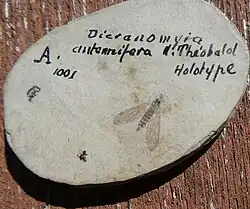 Dicranomyia
A. antennifera N. Théobald
1001 Holotype